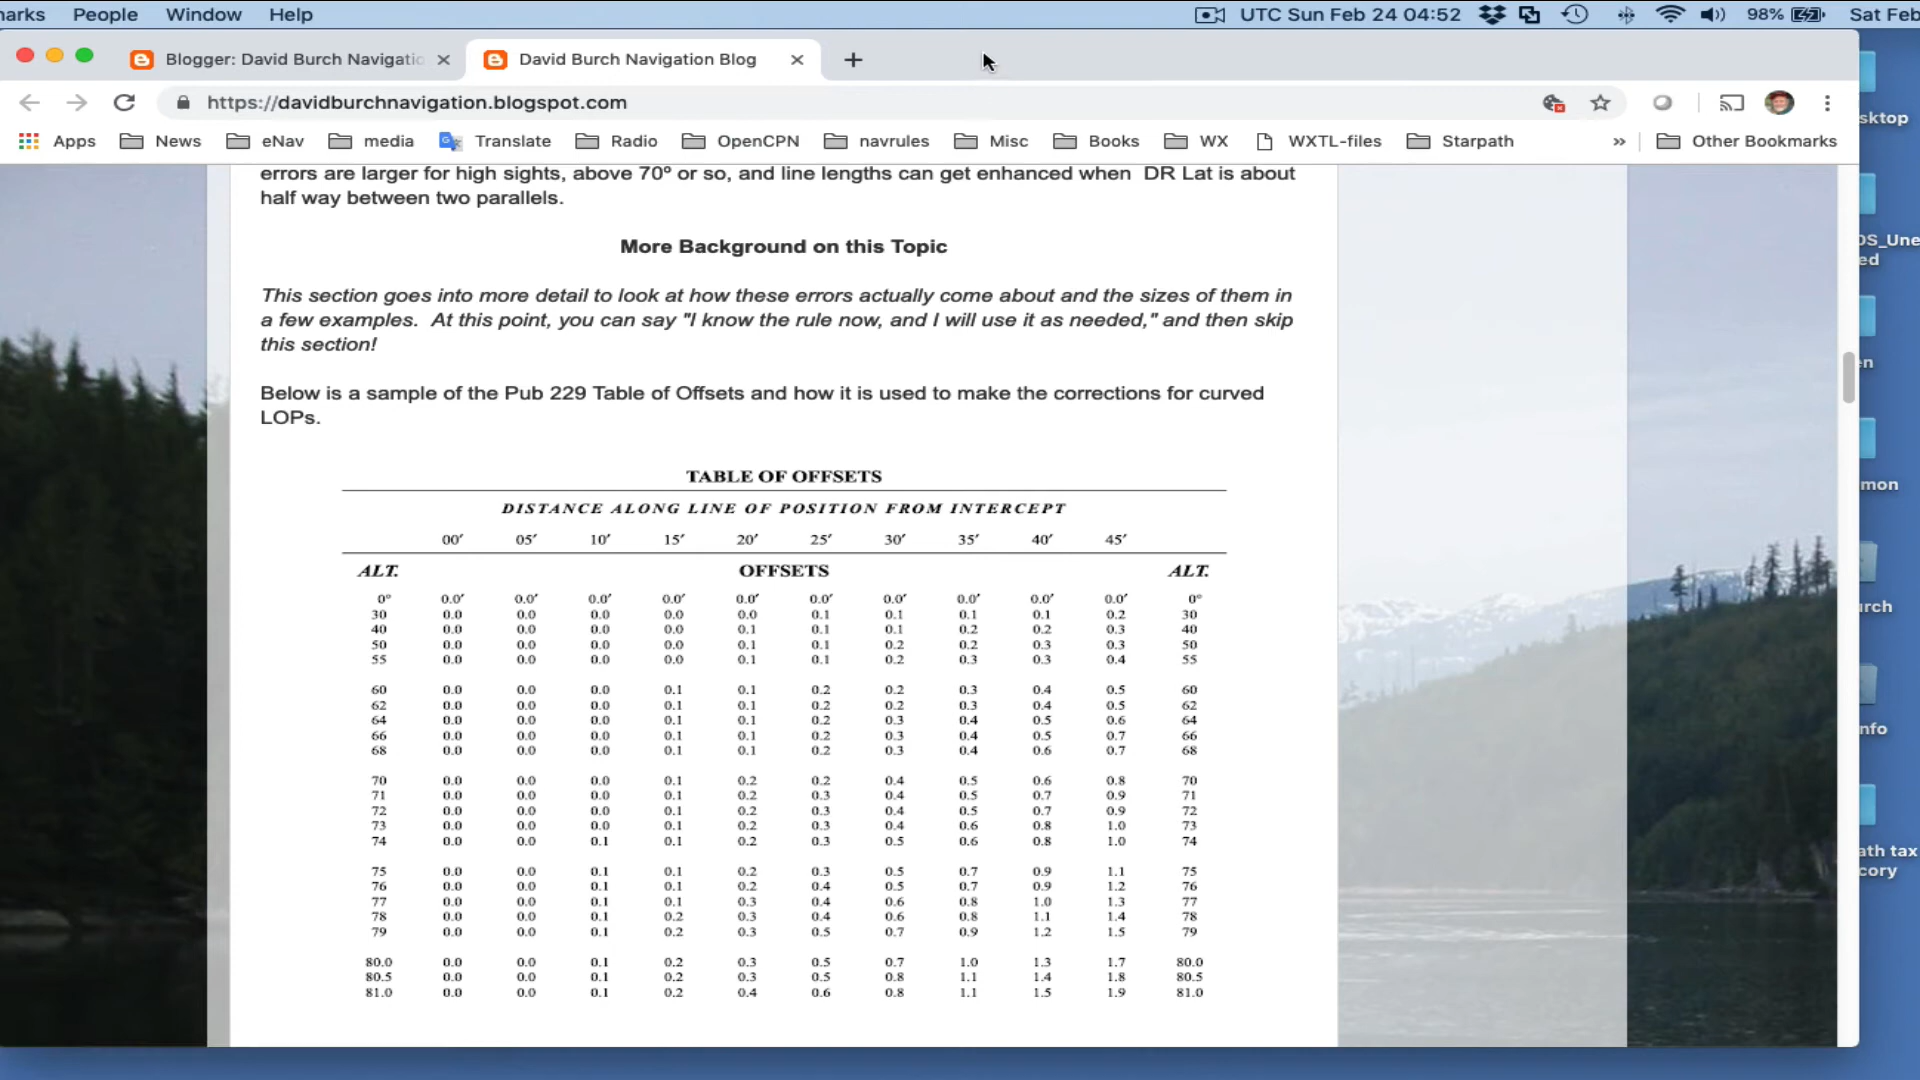 arks People Window Help UTC Sun Feb 24 04:52 98% Sat Feb
Blogger: David Burch Navigatic David Burch Navigation Blog
https://davidburchnavigation.blogspot.com
Apps News eNav media Translate Radio OpenCPN navrules Misc Books WX WXTL-files Starpath » Other Bookmarks
errors are larger for high sights, above 70º or so, and line lengths can get enhanced when DR Lat is about
half way between two parallels.
More Background on this Topic
This section goes into more detail to look at how these errors actually come about and the sizes of them in
a few examples. At this point, you can say "I know the rule now, and I will use it as needed," and then skip
this section!
Below is a sample of the Pub 229 Table of Offsets and how it is used to make the corrections for curved
LOPs.
TABLE OF OFFSETS
DISTANCE ALONG LINE OF POSITION FROM INTERCEPT
00′ 05′ 10′ 15′ 20′ 25′ 30′ 35′ 40′ 45′
ALT. OFFSETS ALT.
0° 0.0′ 0.0′ 0.0′ 0.0′ 0.0′ 0.0′ 0.0′ 0.0′ 0.0′ 0.0′ 0°
30 0.0 0.0 0.0 0.0 0.0 0.1 0.1 0.1 0.1 0.2 30
40 0.0 0.0 0.0 0.0 0.1 0.1 0.1 0.2 0.2 0.3 40
50 0.0 0.0 0.0 0.0 0.1 0.1 0.2 0.2 0.3 0.3 50
55 0.0 0.0 0.0 0.0 0.1 0.1 0.2 0.3 0.3 0.4 55
60 0.0 0.0 0.0 0.1 0.1 0.2 0.2 0.3 0.4 0.5 60
62 0.0 0.0 0.0 0.1 0.1 0.2 0.2 0.3 0.4 0.5 62
64 0.0 0.0 0.0 0.1 0.1 0.2 0.3 0.4 0.5 0.6 64
66 0.0 0.0 0.0 0.1 0.1 0.2 0.3 0.4 0.5 0.7 66
68 0.0 0.0 0.0 0.1 0.1 0.2 0.3 0.4 0.6 0.7 68
70 0.0 0.0 0.0 0.1 0.2 0.2 0.4 0.5 0.6 0.8 70
71 0.0 0.0 0.0 0.1 0.2 0.3 0.4 0.5 0.7 0.9 71
72 0.0 0.0 0.0 0.1 0.2 0.3 0.4 0.5 0.7 0.9 72
73 0.0 0.0 0.0 0.1 0.2 0.3 0.4 0.6 0.8 1.0 73
74 0.0 0.0 0.1 0.1 0.2 0.3 0.5 0.6 0.8 1.0 74
75 0.0 0.0 0.1 0.1 0.2 0.3 0.5 0.7 0.9 1.1 75
76 0.0 0.0 0.1 0.1 0.2 0.4 0.5 0.7 0.9 1.2 76
77 0.0 0.0 0.1 0.1 0.3 0.4 0.6 0.8 1.0 1.3 77
78 0.0 0.0 0.1 0.2 0.3 0.4 0.6 0.8 1.1 1.4 78
79 0.0 0.0 0.1 0.2 0.3 0.5 0.7 0.9 1.2 1.5 79
80.0 0.0 0.0 0.1 0.2 0.3 0.5 0.7 1.0 1.3 1.7 80.0
80.5 0.0 0.0 0.1 0.2 0.3 0.5 0.8 1.1 1.4 1.8 80.5
81.0 0.0 0.0 0.1 0.2 0.4 0.6 0.8 1.1 1.5 1.9 81.0
sktop
OS_Une
ed
en
mon
urch
nfo
ath tax
cory